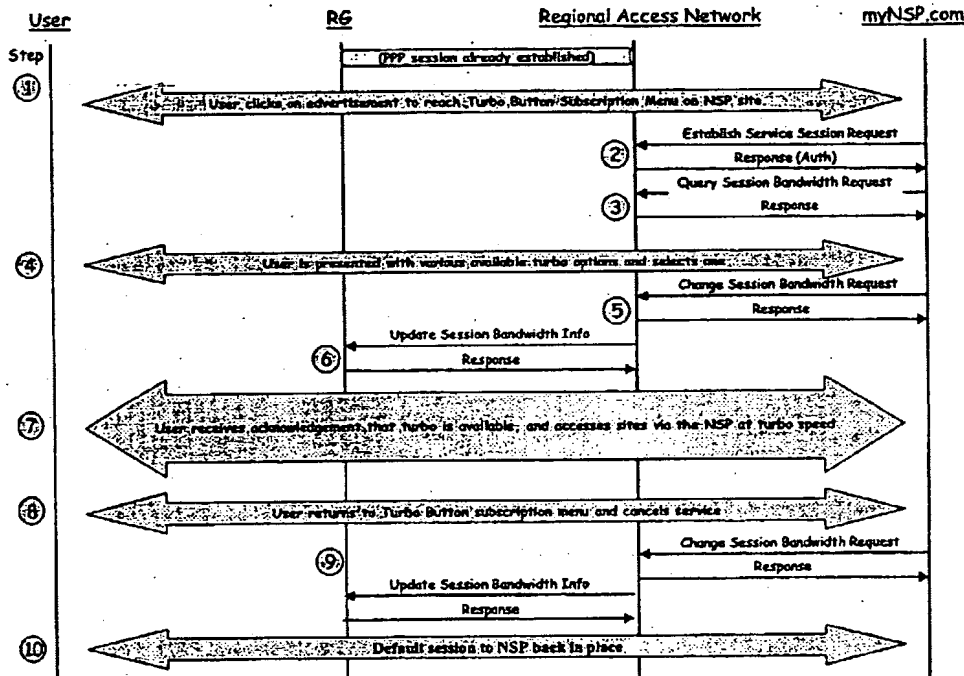 User RG Regional Access Network myNSP.com
Step
(PPP session already established)
1
User clicks on advertisement to reach Turbo Button Subscription Menu on NSP site
Establish Service Session Request
2
Response (Auth)
Query Session Bandwidth Request
3
Response
4
User is presented with various available turbo options and selects one
Change Session Bandwidth Request
5
Response
Update Session Bandwidth Info
6
Response
7
User receives acknowledgement that turbo is available, and accesses sites via the NSP at turbo speed
8
User returns to Turbo Button subscription menu and cancels service
Change Session Bandwidth Request
9
Response
Update Session Bandwidth Info
Response
10
Default session to NSP back in place